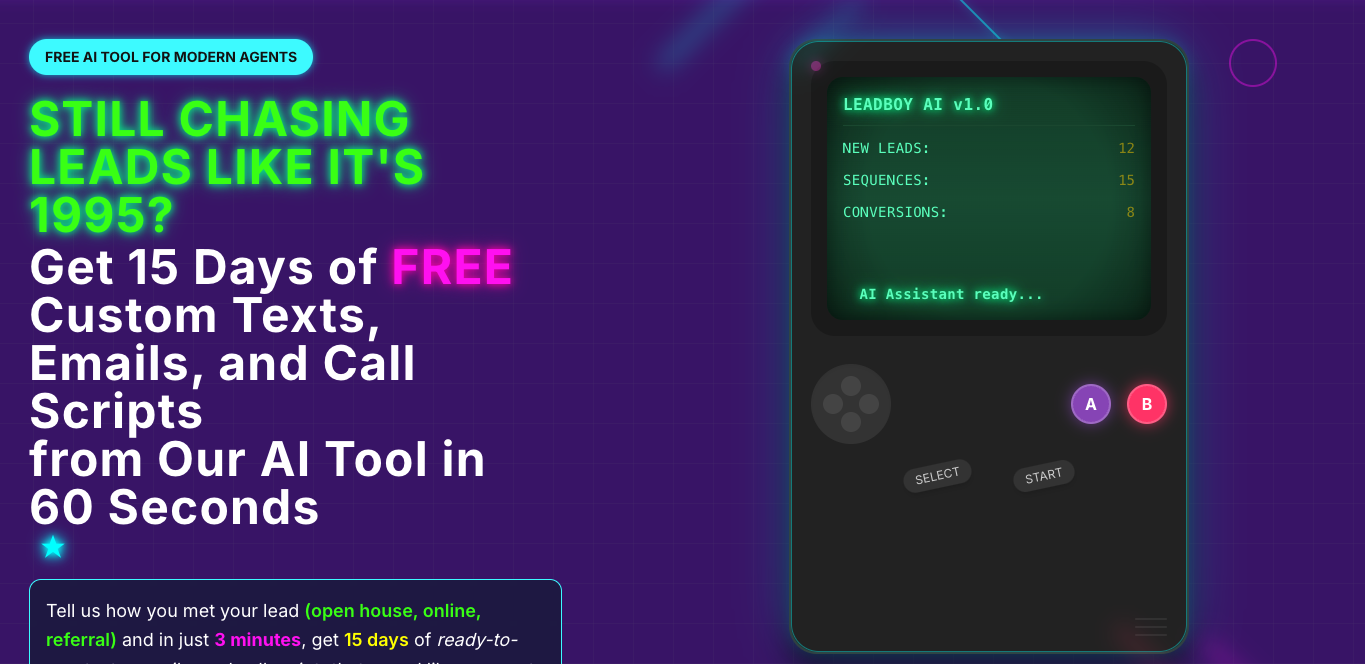 FREE AI TOOL FOR MODERN AGENTS
STILL CHASING
LEADS LIKE IT'S
1995?
Get 15 Days of FREE
Custom Texts,
Emails, and Call
Scripts
from Our AI Tool in
60 Seconds
Tell us how you met your lead (open house, online,
referral) and in just 3 minutes, get 15 days of ready-to-
LEADBOY AI v1.0
NEW LEADS: 12
SEQUENCES: 15
CONVERSIONS: 8
AI Assistant ready...
A
B
SELECT
START